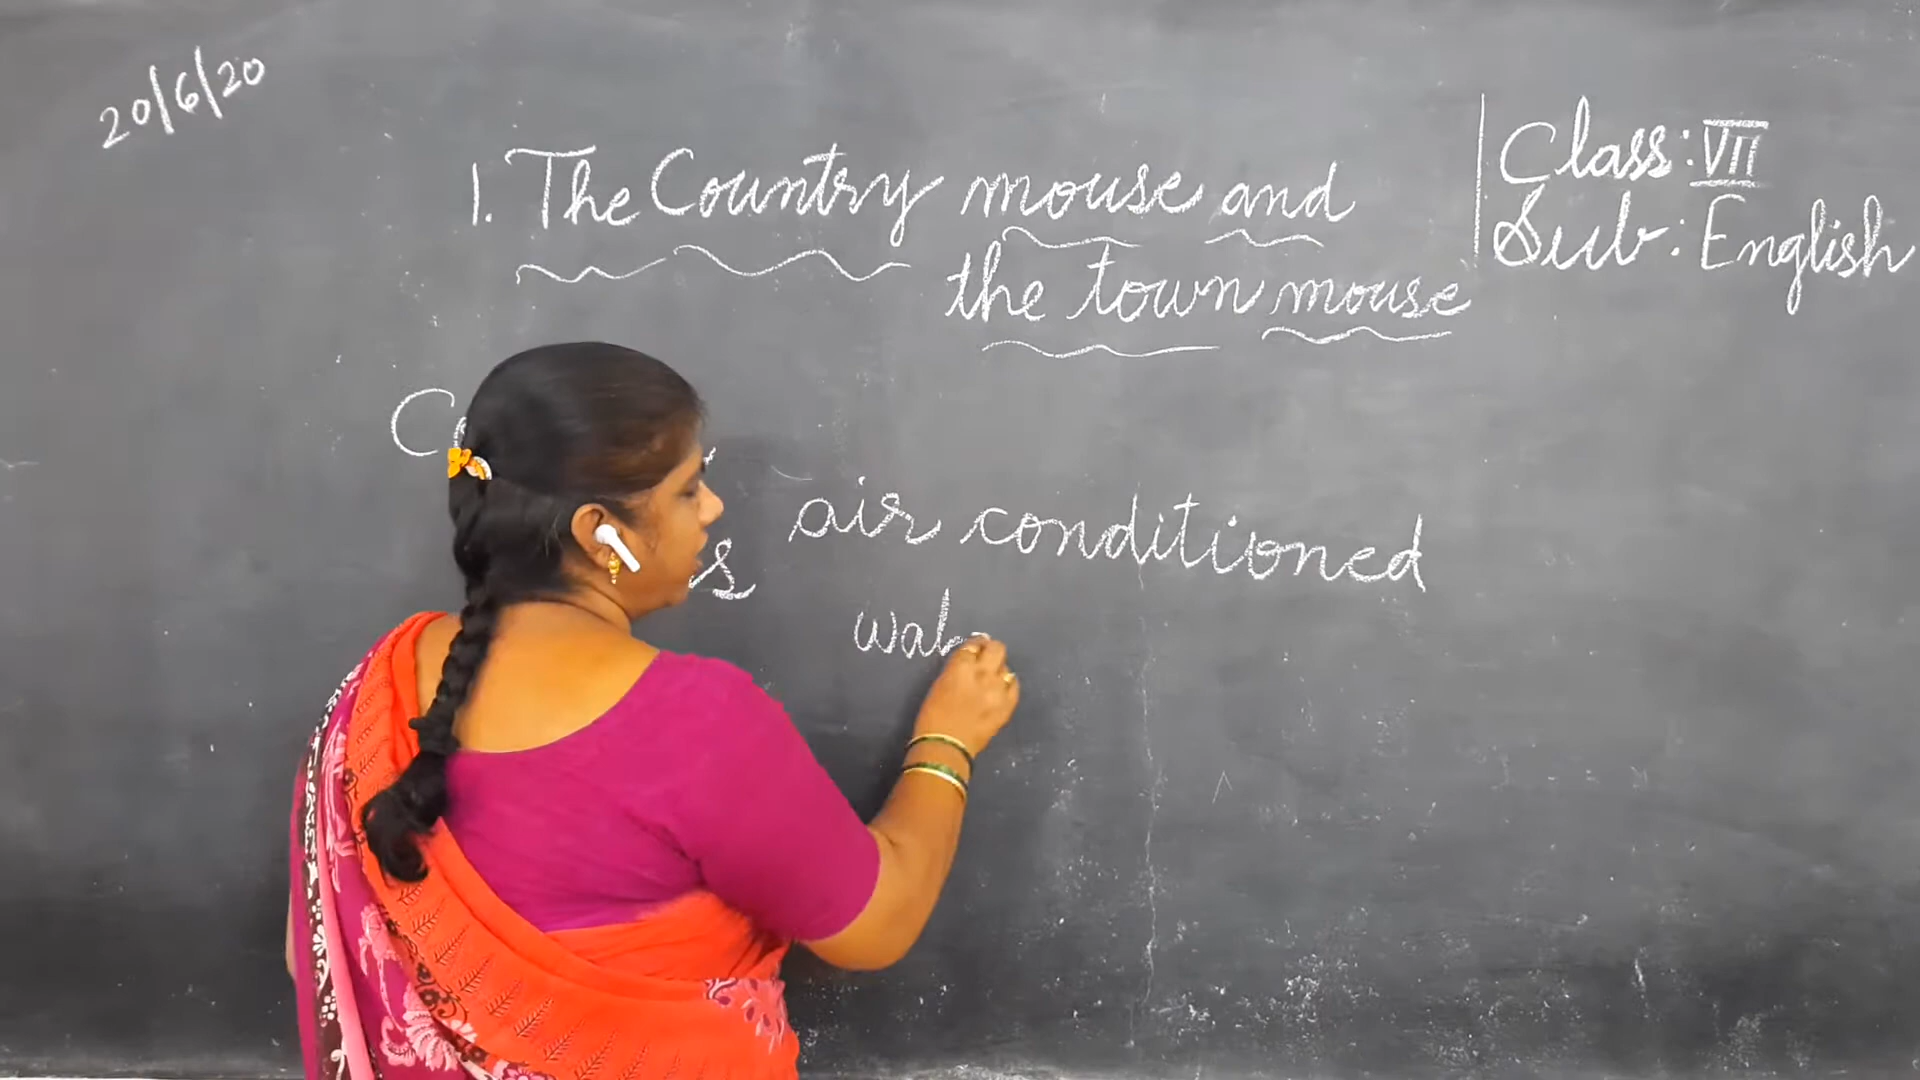 20/6/20
1. The Country mouse and
the town mouse
Class: VII
Sub: English
air conditioned